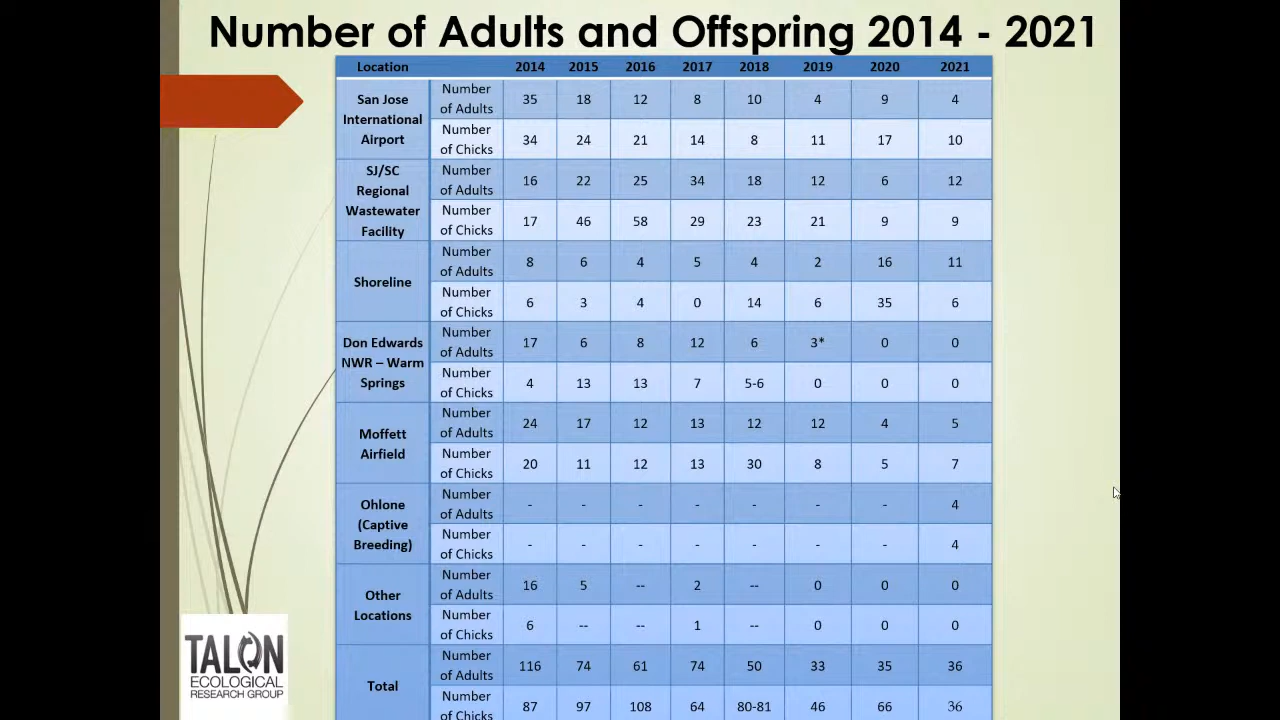 Number of Adults and Offspring 2014 - 2021
Location 2014 2015 2016 2017 2018 2019 2020 2021
San Jose International Airport
Number of Adults 35 18 12 8 10 4 9 4
Number of Chicks 34 24 21 14 8 11 17 10
SJ/SC Regional Wastewater Facility
Number of Adults 16 22 25 34 18 12 6 12
Number of Chicks 17 46 58 29 23 21 9 9
Shoreline
Number of Adults 8 6 4 5 4 2 16 11
Number of Chicks 6 3 4 0 14 6 35 6
Don Edwards NWR – Warm Springs
Number of Adults 17 6 8 12 6 3* 0 0
Number of Chicks 4 13 13 7 5-6 0 0 0
Moffett Airfield
Number of Adults 24 17 12 13 12 12 4 5
Number of Chicks 20 11 12 13 30 8 5 7
Ohlone (Captive Breeding)
Number of Adults - - - - - - - 4
Number of Chicks - - - - - - - 4
Other Locations
Number of Adults 16 5 -- 2 -- 0 0 0
Number of Chicks 6 -- -- 1 -- 0 0 0
Total
Number of Adults 116 74 61 74 50 33 35 36
Number of Chicks 87 97 108 64 80-81 46 66 36
TALON
ECOLOGICAL
RESEARCH GROUP